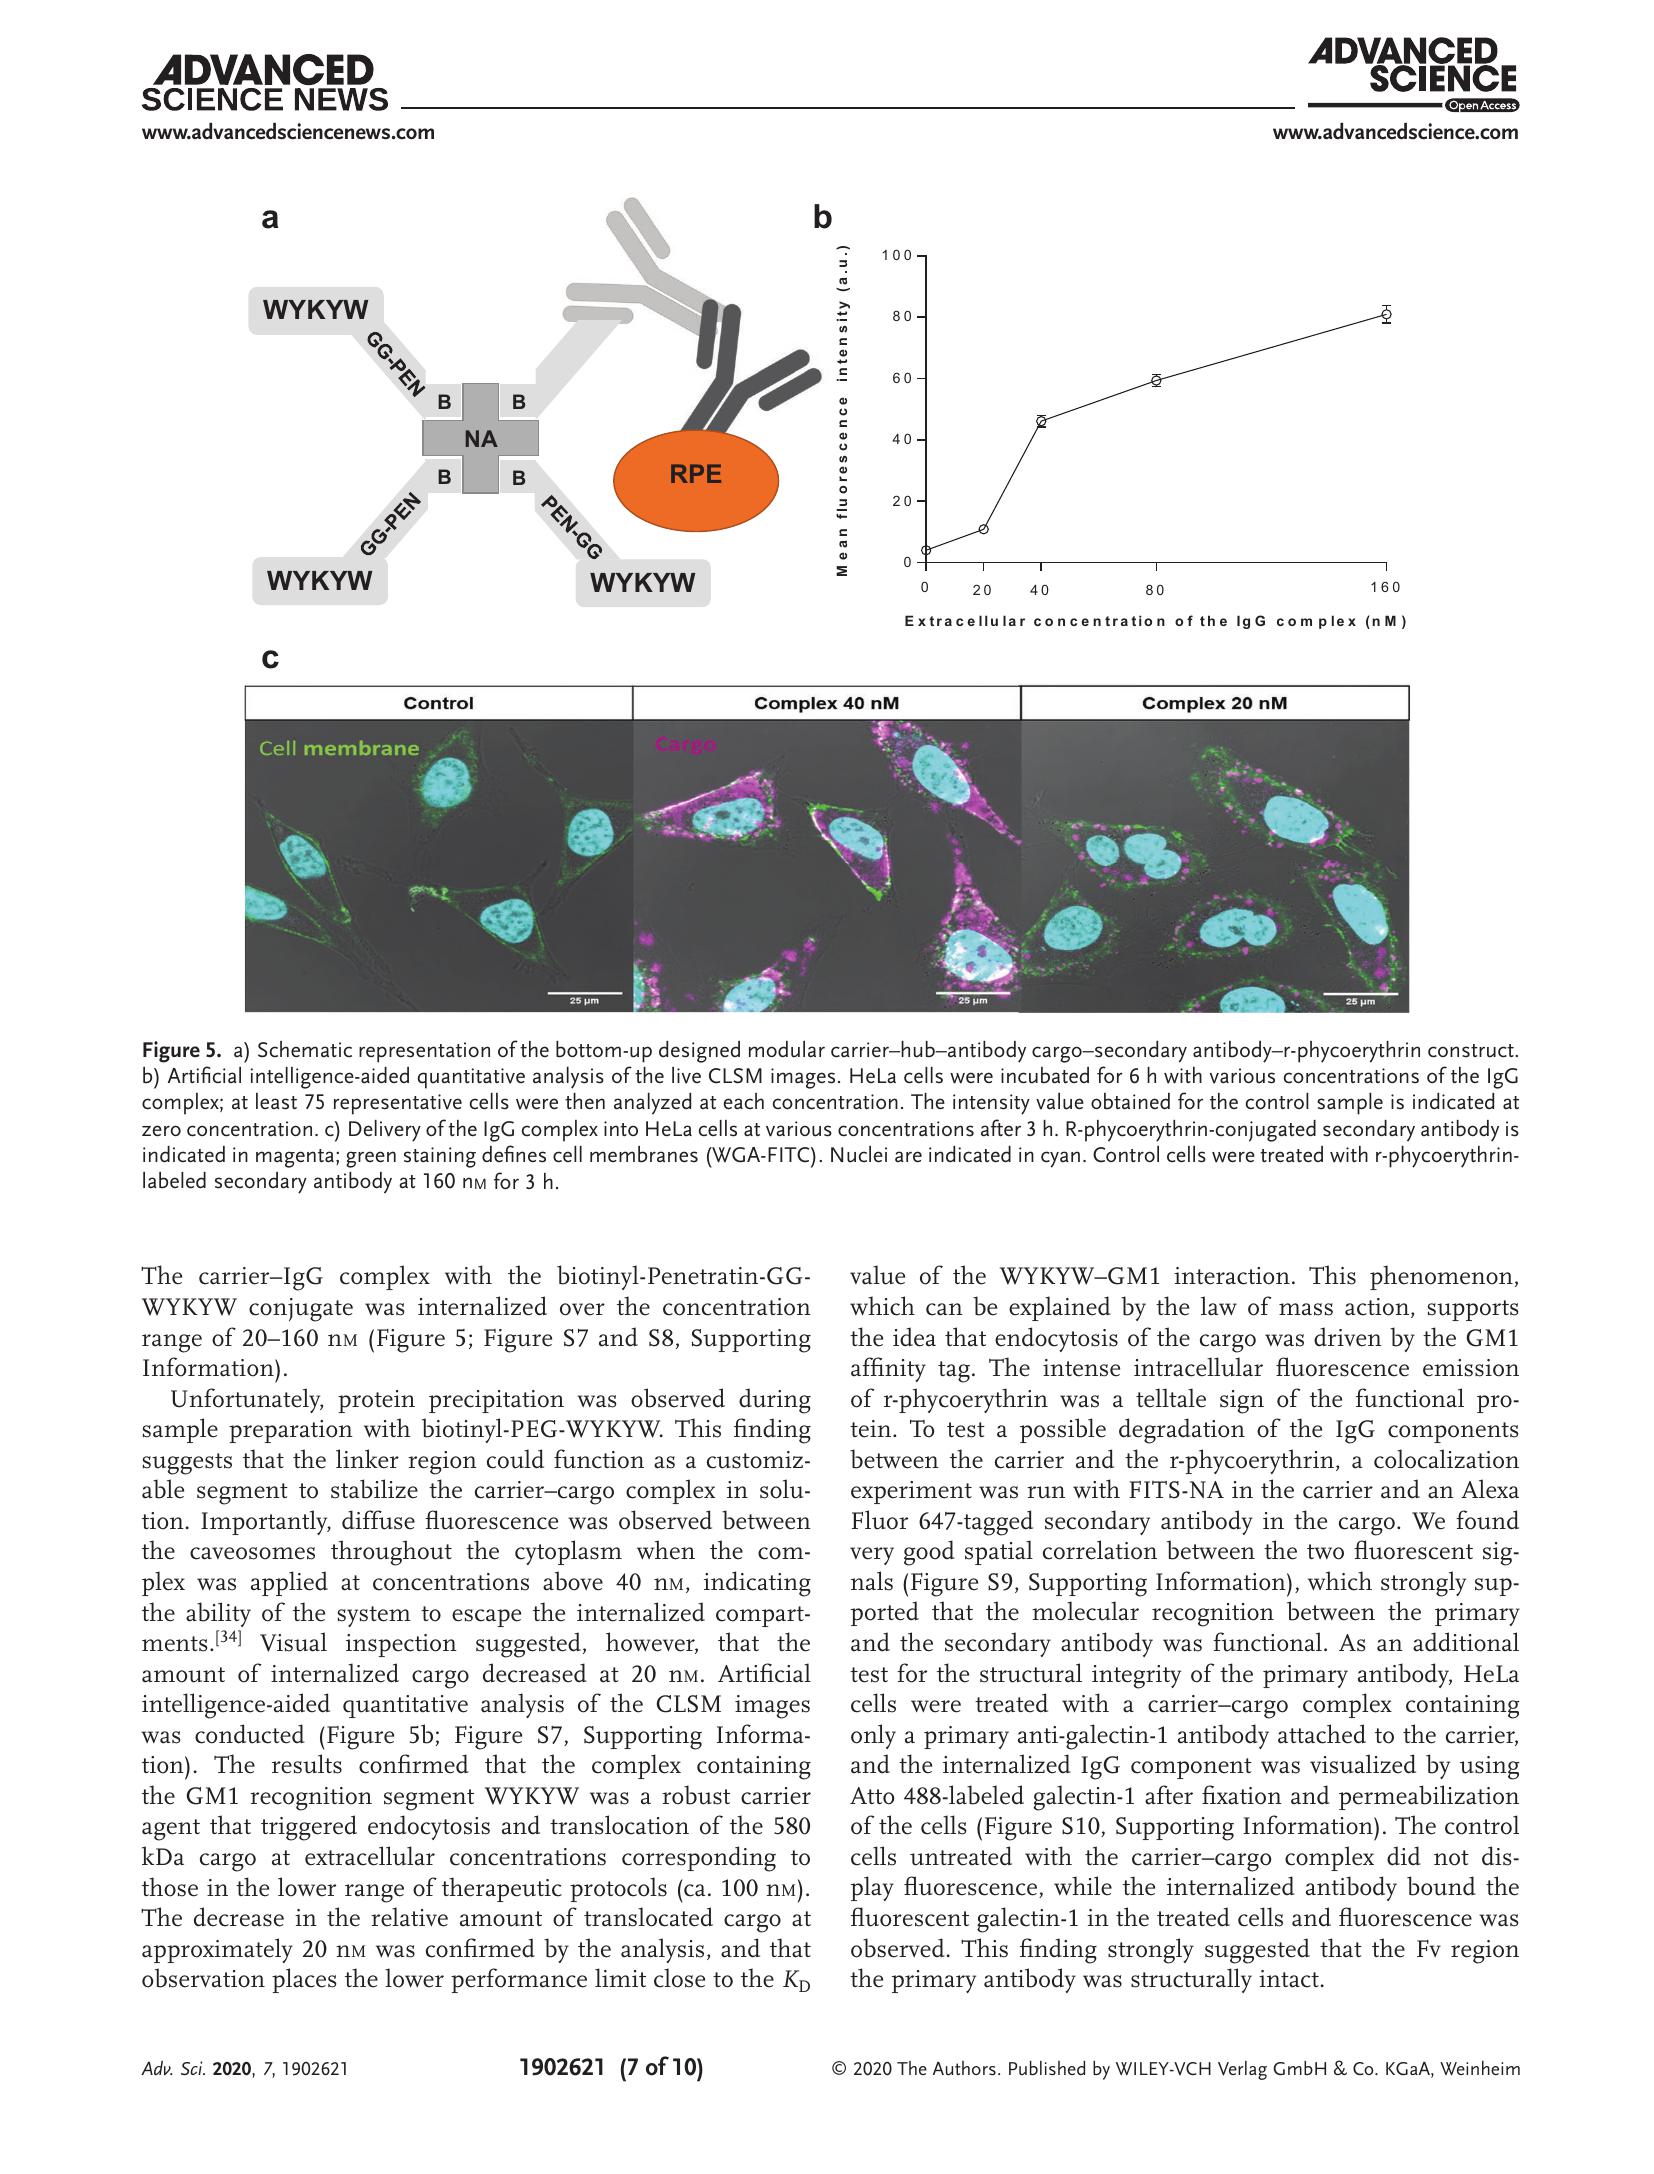 ADVANCED
SCIENCE NEWS
www.advancedsciencenews.com
ADVANCED
SCIENCE
Open Access
www.advancedscience.com
a
WYKYW
GG-PEN
B
B
NA
B
B
GG-PEN
PEN-GG
WYKYW
WYKYW
RPE
b
Mean fluorescence intensity (a.u.)
100
80
60
40
20
0
0
20
40
80
160
Extracellular concentration of the IgG complex (nM)
c
Control
Complex 40 nM
Complex 20 nM
Cell membrane
Cargo
25 µm
25 µm
25 µm
Figure 5. a) Schematic representation of the bottom-up designed modular carrier–hub–antibody cargo–secondary antibody–r-phycoerythrin construct.
b) Artificial intelligence-aided quantitative analysis of the live CLSM images. HeLa cells were incubated for 6 h with various concentrations of the IgG
complex; at least 75 representative cells were then analyzed at each concentration. The intensity value obtained for the control sample is indicated at
zero concentration. c) Delivery of the IgG complex into HeLa cells at various concentrations after 3 h. R-phycoerythrin-conjugated secondary antibody is
indicated in magenta; green staining defines cell membranes (WGA-FITC). Nuclei are indicated in cyan. Control cells were treated with r-phycoerythrin-
labeled secondary antibody at 160 nM for 3 h.
The carrier–IgG complex with the biotinyl-Penetratin-GG-
WYKYW conjugate was internalized over the concentration
range of 20–160 nM (Figure 5; Figure S7 and S8, Supporting
Information).
Unfortunately, protein precipitation was observed during
sample preparation with biotinyl-PEG-WYKYW. This finding
suggests that the linker region could function as a customiz-
able segment to stabilize the carrier–cargo complex in solu-
tion. Importantly, diffuse fluorescence was observed between
the caveosomes throughout the cytoplasm when the com-
plex was applied at concentrations above 40 nM, indicating
the ability of the system to escape the internalized compart-
ments.[34] Visual inspection suggested, however, that the
amount of internalized cargo decreased at 20 nM. Artificial
intelligence-aided quantitative analysis of the CLSM images
was conducted (Figure 5b; Figure S7, Supporting Informa-
tion). The results confirmed that the complex containing
the GM1 recognition segment WYKYW was a robust carrier
agent that triggered endocytosis and translocation of the 580
kDa cargo at extracellular concentrations corresponding to
those in the lower range of therapeutic protocols (ca. 100 nM).
The decrease in the relative amount of translocated cargo at
approximately 20 nM was confirmed by the analysis, and that
observation places the lower performance limit close to the KD
value of the WYKYW–GM1 interaction. This phenomenon,
which can be explained by the law of mass action, supports
the idea that endocytosis of the cargo was driven by the GM1
affinity tag. The intense intracellular fluorescence emission
of r-phycoerythrin was a telltale sign of the functional pro-
tein. To test a possible degradation of the IgG components
between the carrier and the r-phycoerythrin, a colocalization
experiment was run with FITS-NA in the carrier and an Alexa
Fluor 647-tagged secondary antibody in the cargo. We found
very good spatial correlation between the two fluorescent sig-
nals (Figure S9, Supporting Information), which strongly sup-
ported that the molecular recognition between the primary
and the secondary antibody was functional. As an additional
test for the structural integrity of the primary antibody, HeLa
cells were treated with a carrier–cargo complex containing
only a primary anti-galectin-1 antibody attached to the carrier,
and the internalized IgG component was visualized by using
Atto 488-labeled galectin-1 after fixation and permeabilization
of the cells (Figure S10, Supporting Information). The control
cells untreated with the carrier–cargo complex did not dis-
play fluorescence, while the internalized antibody bound the
fluorescent galectin-1 in the treated cells and fluorescence was
observed. This finding strongly suggested that the Fv region
the primary antibody was structurally intact.
Adv. Sci. 2020, 7, 1902621
1902621 (7 of 10)
© 2020 The Authors. Published by WILEY-VCH Verlag GmbH & Co. KGaA, Weinheim